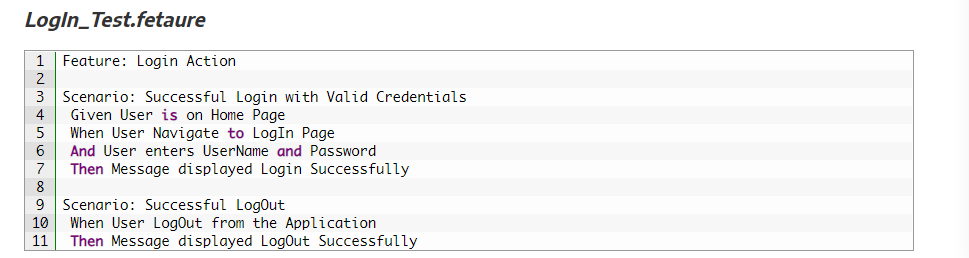 LogIn_Test.fetaure
1 Feature: Login Action
2
3 Scenario: Successful Login with Valid Credentials
4 Given User is on Home Page
5 When User Navigate to LogIn Page
6 And User enters UserName and Password
7 Then Message displayed Login Successfully
8
9 Scenario: Successful LogOut
10 When User LogOut from the Application
11 Then Message displayed LogOut Successfully